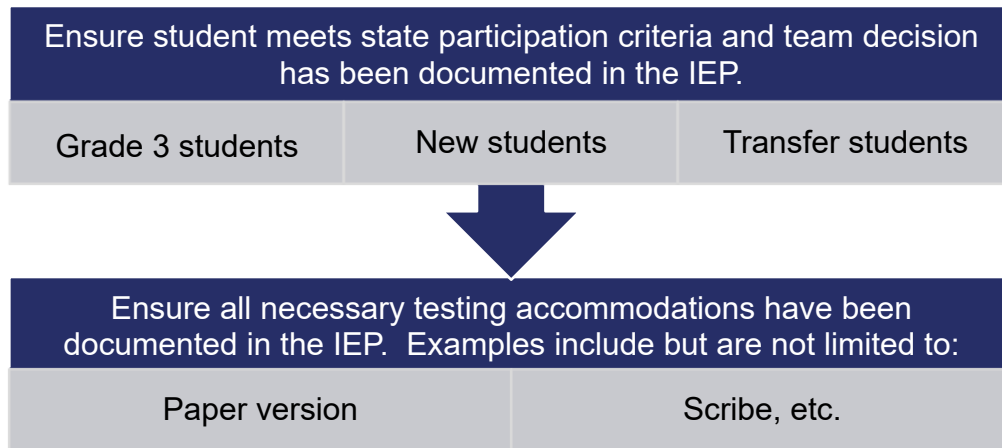 Ensure student meets state participation criteria and team decision
has been documented in the IEP.
Grade 3 students
New students
Transfer students
Ensure all necessary testing accommodations have been
documented in the IEP.  Examples include but are not limited to:
Paper version
Scribe, etc.